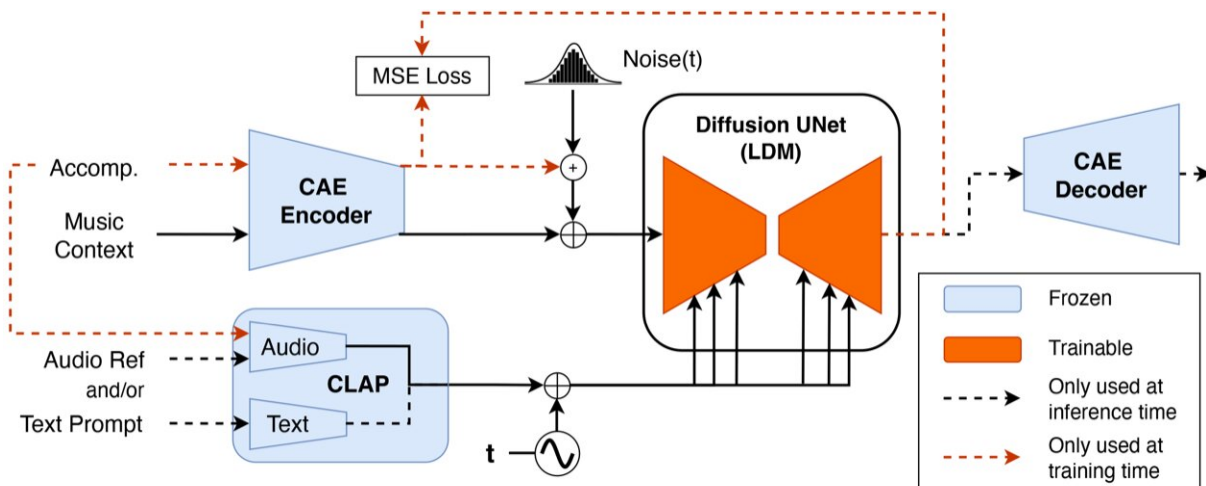 MSE Loss
Noise(t)
Diffusion UNet
(LDM)
Accomp.
CAE
Encoder
Music
Context
CAE
Decoder
Audio Ref
and/or
Text Prompt
Audio
CLAP
Text
t
Frozen
Trainable
Only used at
inference time
Only used at
training time